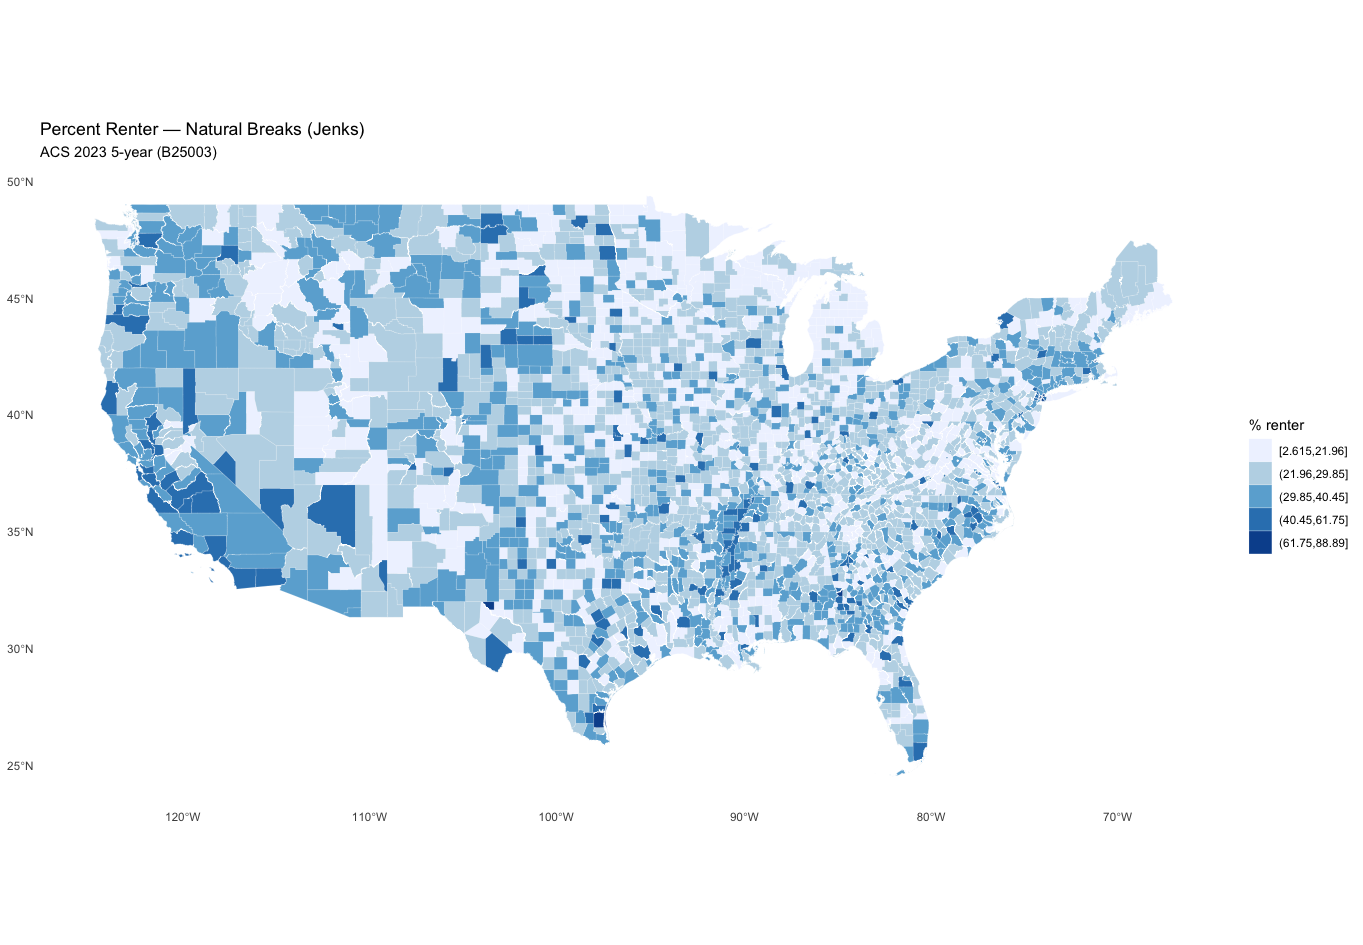 Percent Renter — Natural Breaks (Jenks)
ACS 2023 5-year (B25003)
50°N
45°N
40°N
35°N
30°N
25°N
120°W
110°W
100°W
90°W
80°W
70°W
% renter
[2.615,21.96]
(21.96,29.85]
(29.85,40.45]
(40.45,61.75]
(61.75,88.89]